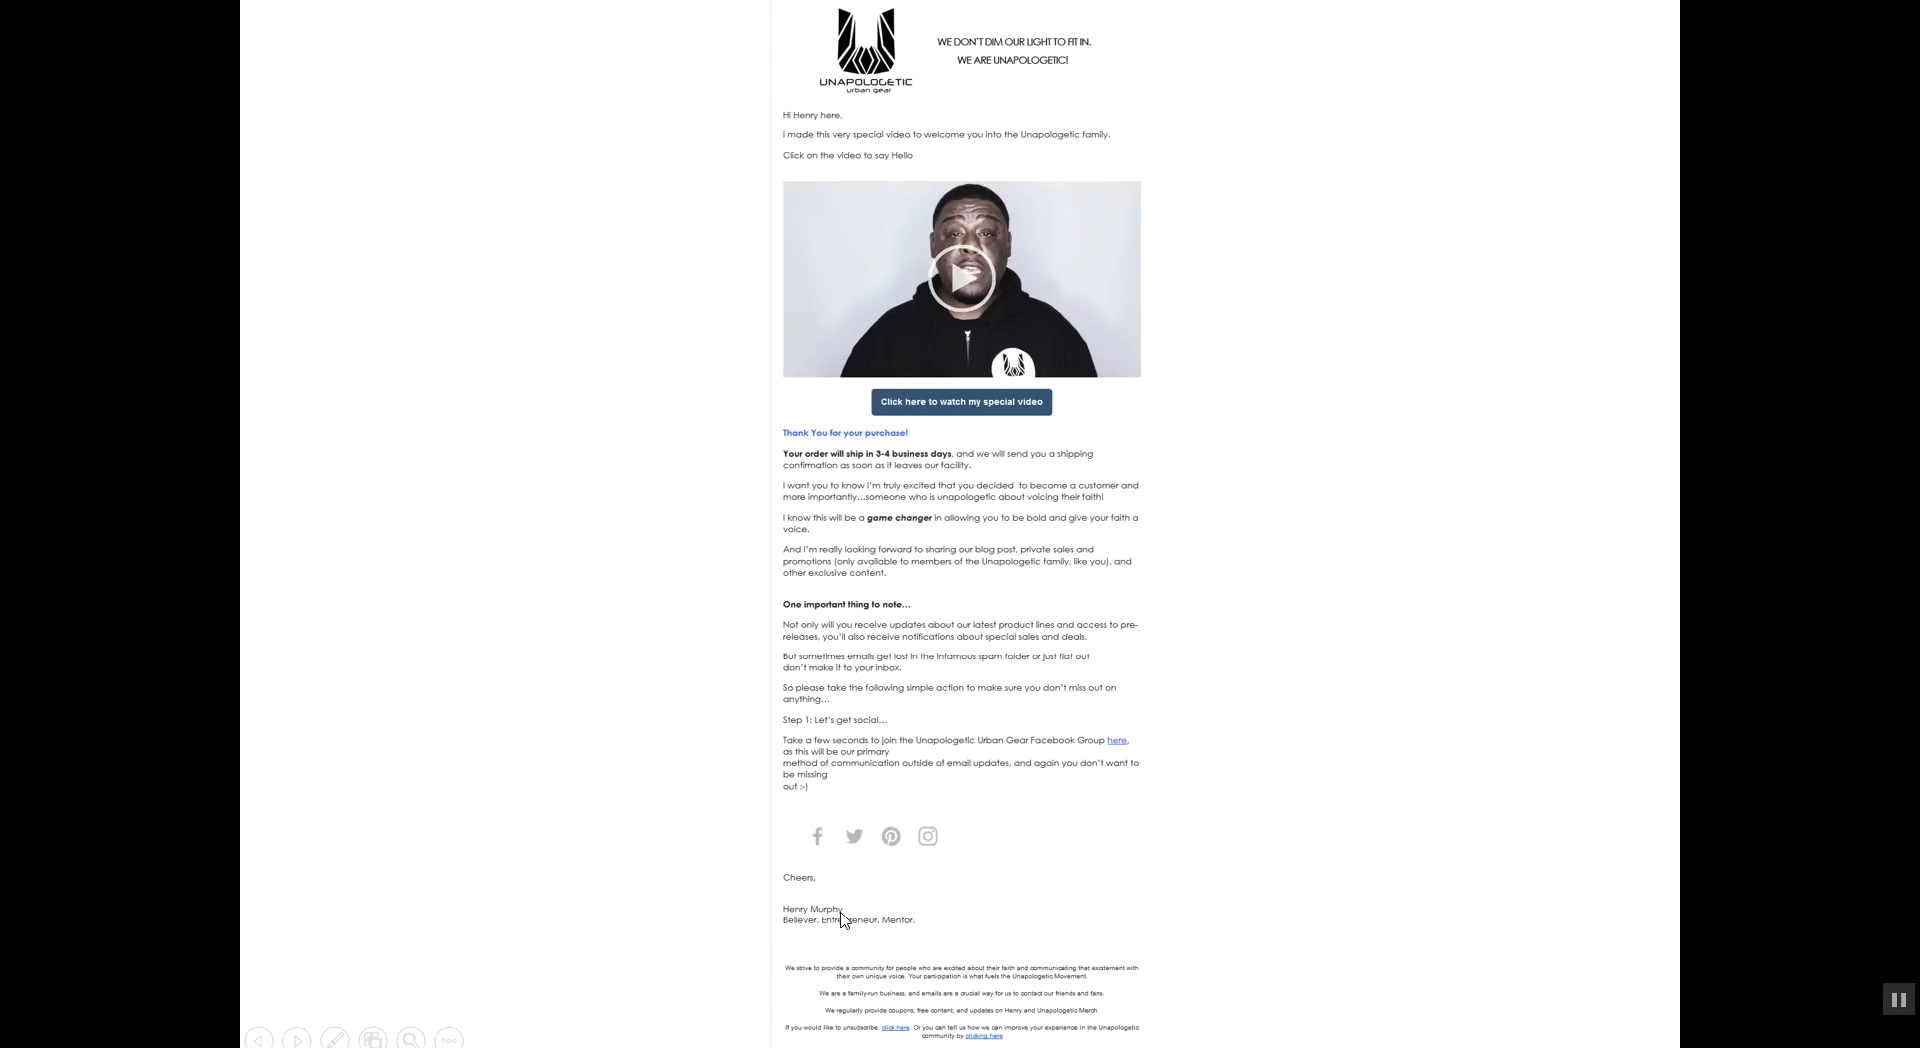 UNAPOLOGETIC
urban gear
WE DON'T DIM OUR LIGHT TO FIT IN.
WE ARE UNAPOLOGETIC!
Hi Henry here,
I made this very special video to welcome you into the Unapologetic family.
Click on the video to say Hello
Click here to watch my special video
Thank You for your purchase!
Your order will ship in 3-4 business days, and we will send you a shipping
confirmation as soon as it leaves our facility.
I want you to know I'm truly excited that you decided to become a customer and
more importantly...someone who is unapologetic about voicing their faith!
I know this will be a game changer in allowing you to be bold and give your faith a
voice.
And I'm really looking forward to sharing our blog post, private sales and
promotions (only available to members of the Unapologetic family, like you), and
other exclusive content.
One important thing to note...
Not only will you receive updates about our latest product lines and access to pre-
releases, you'll also receive notifications about special sales and deals.
But sometimes emails get lost in the infamous spam folder or just flat out
don't make it to your inbox.
So please take the following simple action to make sure you don't miss out on
anything...
Step 1: Let's get social...
Take a few seconds to join the Unapologetic Urban Gear Facebook Group here,
as this will be our primary
method of communication outside of email updates, and again you don't want to
be missing
out ;-)
Cheers,
Henry Murphy
Believer. Entrepreneur. Mentor.
We strive to provide a community for people who are excited about their faith and communicating that excitement with
their own unique voice. Your participation is what fuels the Unapologetic Movement.
We are a family-run business, and emails are a crucial way for us to contact our friends and fans.
We regularly provide coupons, free content, and updates on Henry and Unapologetic Merch.
If you would like to unsubscribe, click here. Or you can tell us how we can improve your experience in the Unapologetic
community by clicking here